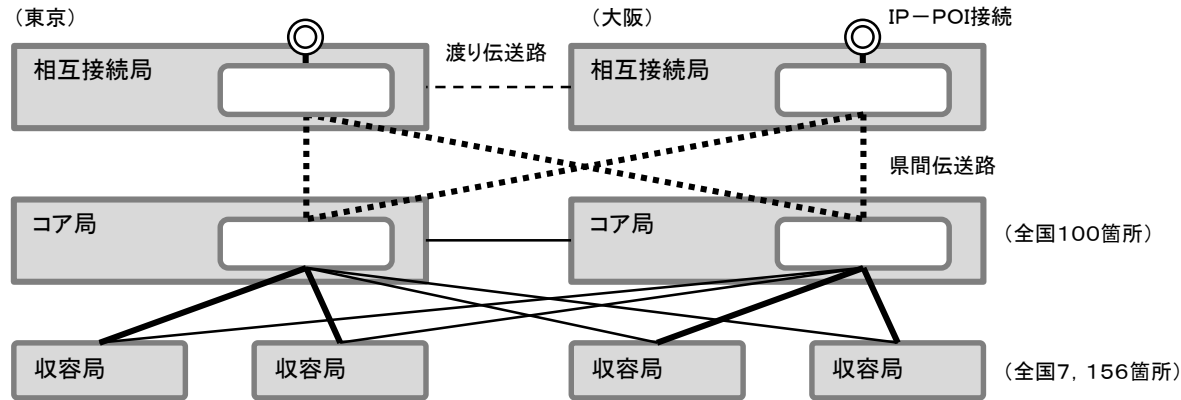 （東京）
（大阪）
IP－POI接続
相互接続局
渡り伝送路
相互接続局
県間伝送路
コア局
コア局
（全国100箇所）
収容局
収容局
収容局
収容局
（全国7，156箇所）